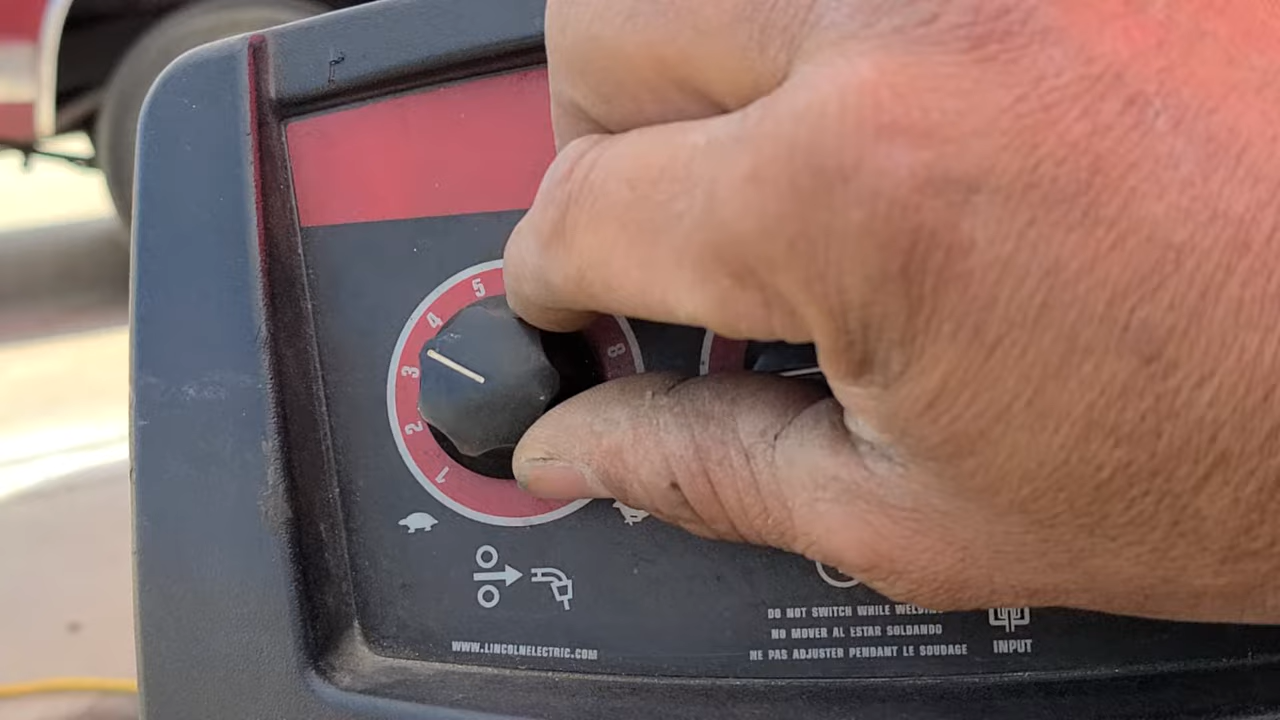 5
4
3
8
2
1
DO NOT SWITCH WHILE WELDING
NO MOVER AL ESTAR SOLDANDO
NE PAS ADJUSTER PENDANT LE SOUDAGE
INPUT
WWW.LINCOLNELECTRIC.COM